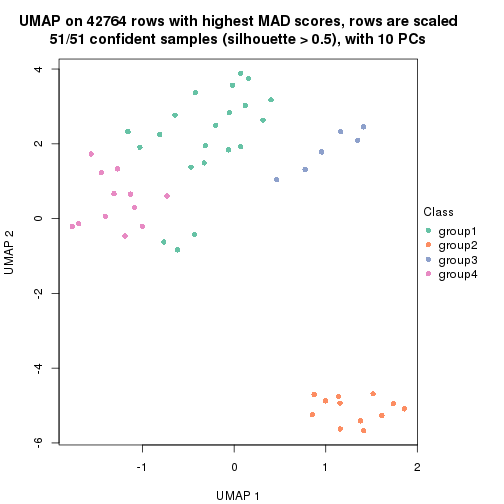 UMAP on 42764 rows with highest MAD scores, rows are scaled
51/51 confident samples (silhouette > 0.5), with 10 PCs
4
2
0
-2
-4
-6
UMAP 2
-1
0
1
2
UMAP 1
Class
group1
group2
group3
group4